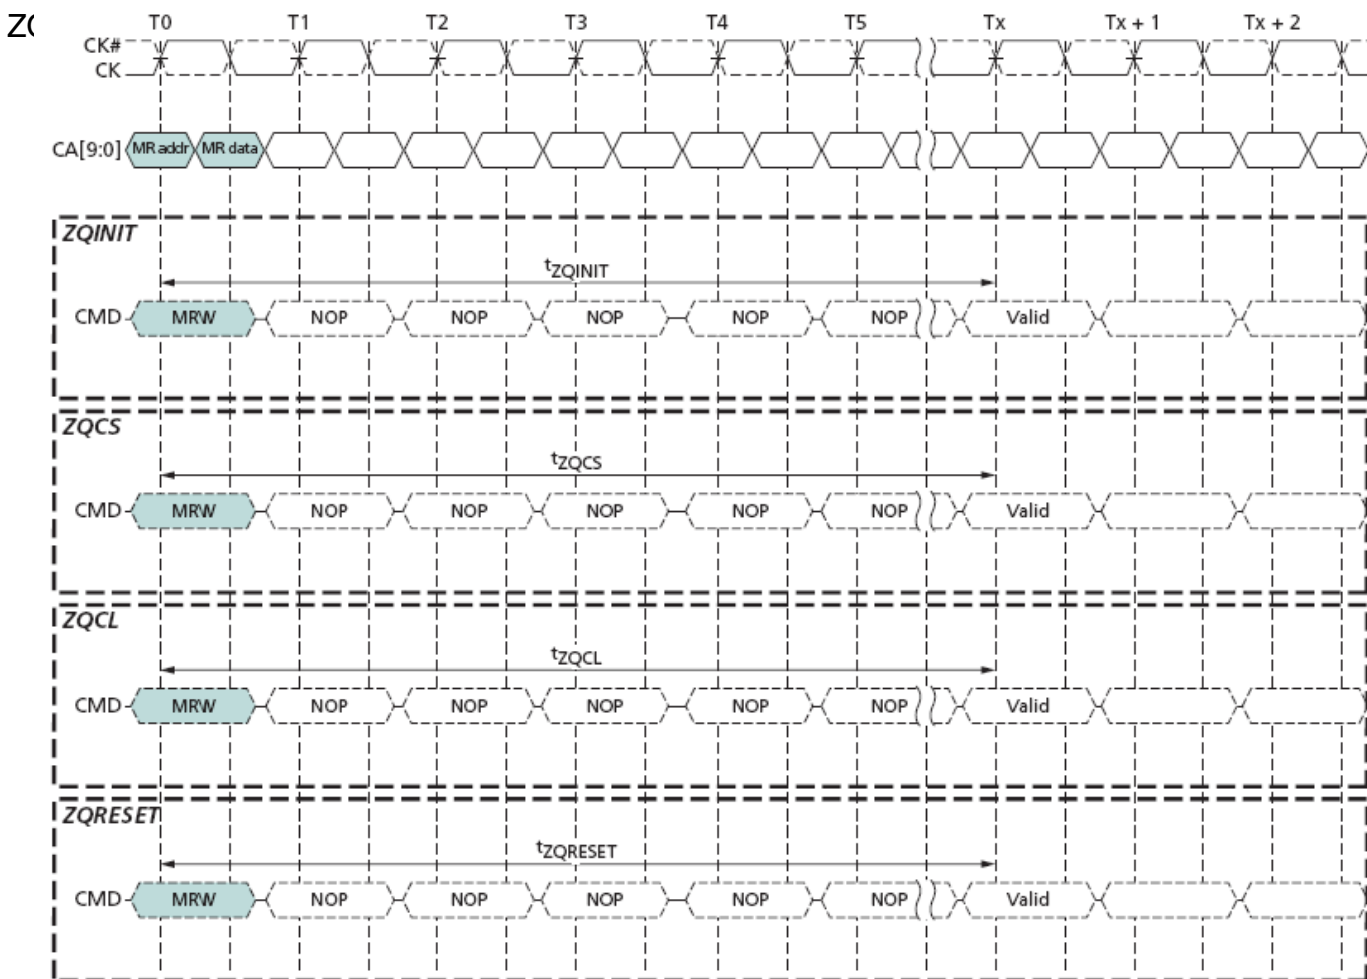 T0 T1 T2 T3 T4 T5 Tx Tx + 1 Tx + 2
CK#
CK
CA[9:0] MR addr MR data
ZQINIT
tZQINIT
CMD MRW NOP NOP NOP NOP NOP Valid
ZQCS
tZQCS
CMD MRW NOP NOP NOP NOP NOP Valid
ZQCL
tZQCL
CMD MRW NOP NOP NOP NOP NOP Valid
ZQRESET
tZQRESET
CMD MRW NOP NOP NOP NOP NOP Valid